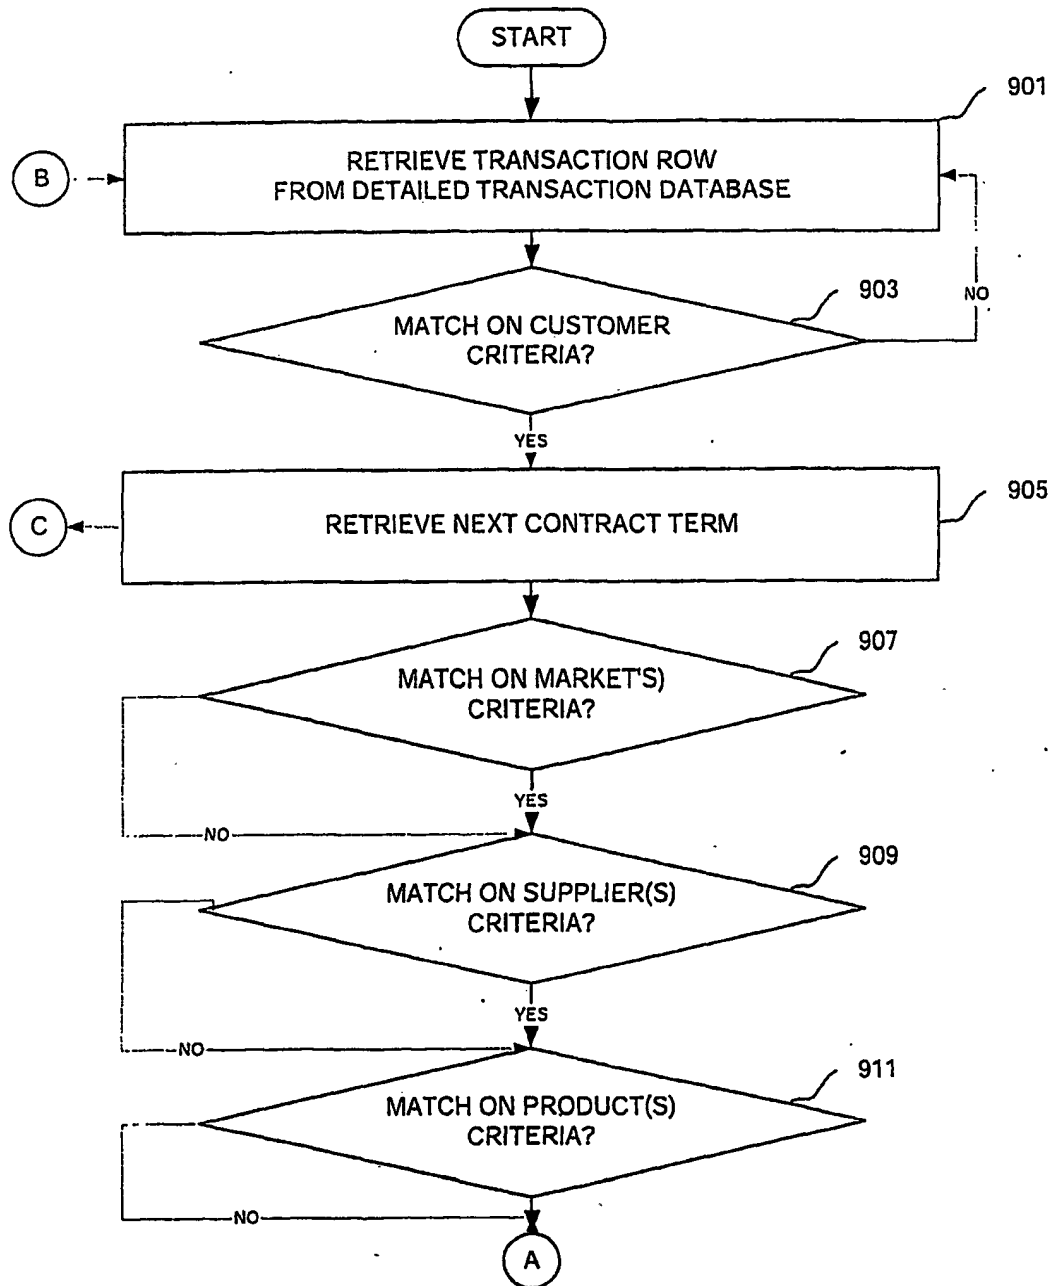 START
901
B
RETRIEVE TRANSACTION ROW
FROM DETAILED TRANSACTION DATABASE
903
NO
MATCH ON CUSTOMER
CRITERIA?
YES
905
C
RETRIEVE NEXT CONTRACT TERM
907
MATCH ON MARKET'S)
CRITERIA?
YES
NO
909
MATCH ON SUPPLIER(S)
CRITERIA?
YES
NO
911
MATCH ON PRODUCT(S)
CRITERIA?
NO
A